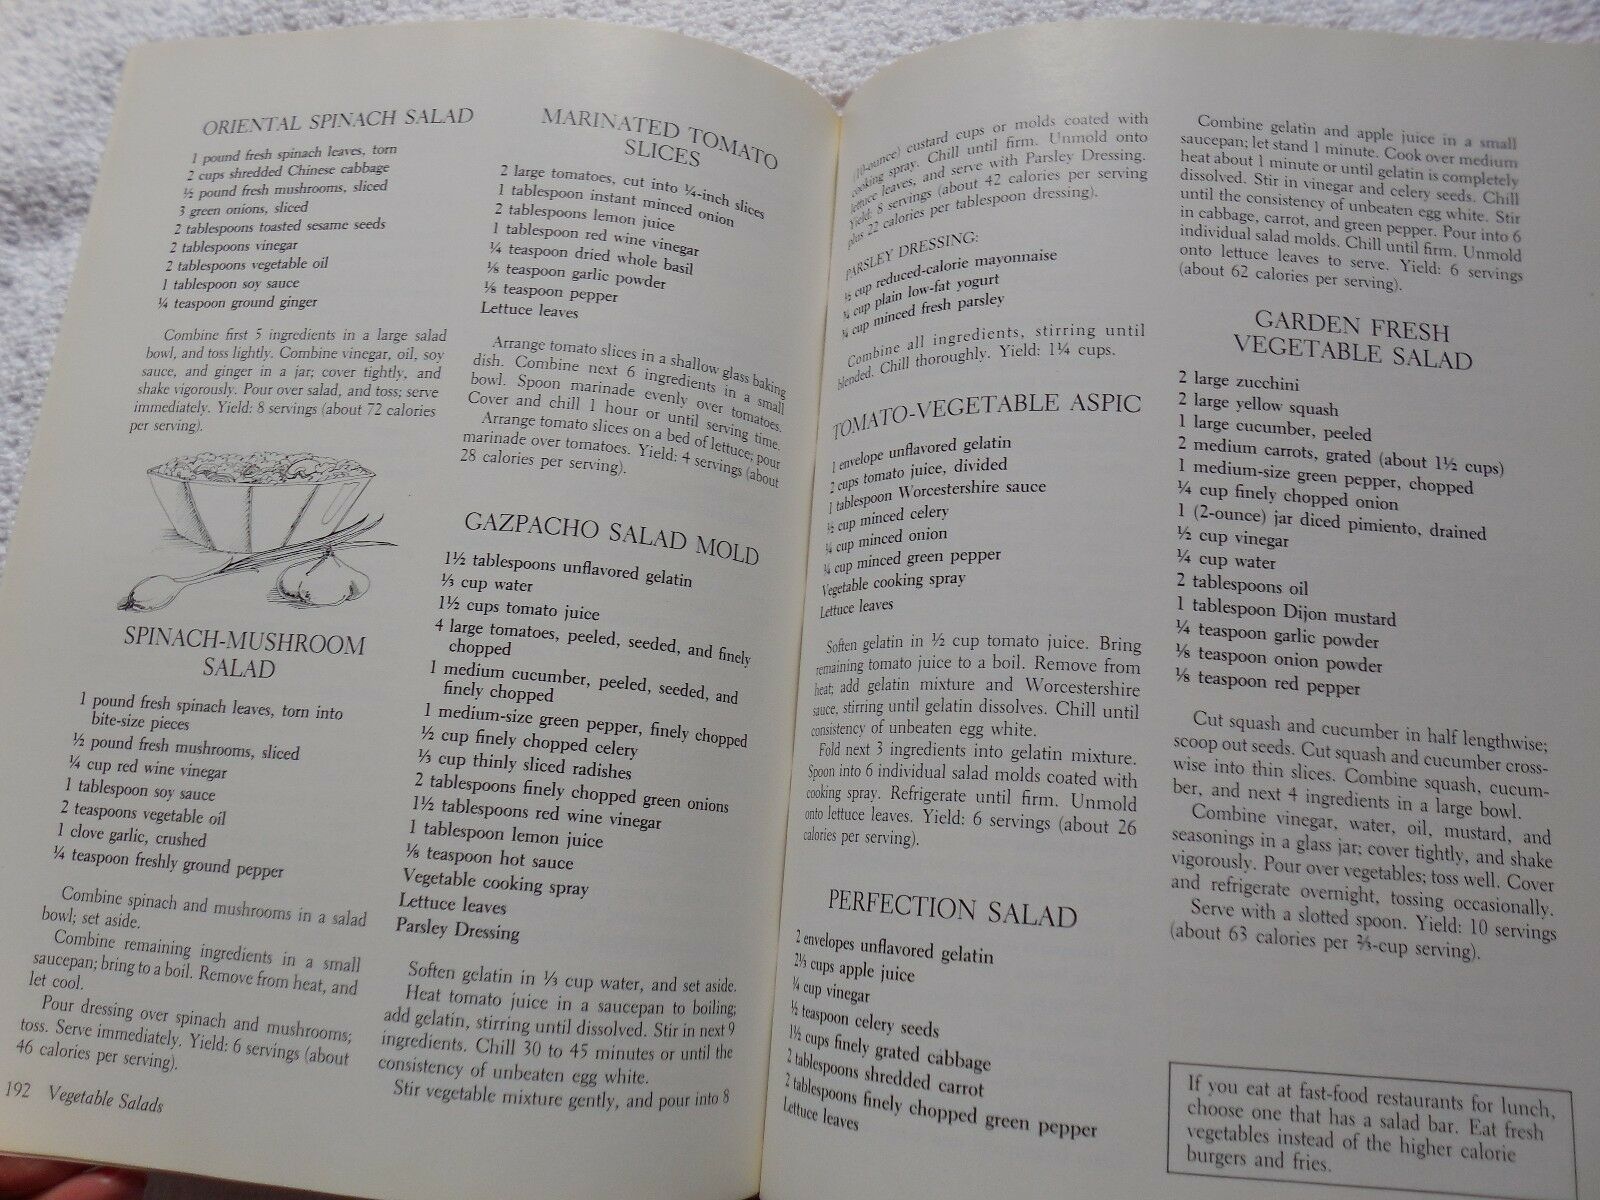 ORIENTAL SPINACH SALAD
1 pound fresh spinach leaves, torn
2 cups shredded Chinese cabbage
½ pound fresh mushrooms, sliced
3 green onions, sliced
2 tablespoons toasted sesame seeds
2 tablespoons vinegar
2 tablespoons vegetable oil
1 tablespoon soy sauce
¼ teaspoon ground ginger
Combine first 5 ingredients in a large salad
bowl, and toss lightly. Combine vinegar, oil, soy
sauce, and ginger in a jar; cover tightly, and
shake vigorously. Pour over salad, and toss; serve
immediately. Yield: 8 servings (about 72 calories
per serving).
SPINACH-MUSHROOM
SALAD
1 pound fresh spinach leaves, torn into
bite-size pieces
½ pound fresh mushrooms, sliced
¼ cup red wine vinegar
1 tablespoon soy sauce
2 teaspoons vegetable oil
1 clove garlic, crushed
¼ teaspoon freshly ground pepper
Combine spinach and mushrooms in a salad
bowl; set aside.
Combine remaining ingredients in a small
saucepan; bring to a boil. Remove from heat, and
let cool.
Pour dressing over spinach and mushrooms;
toss. Serve immediately. Yield: 6 servings (about
46 calories per serving).
192 Vegetable Salads
MARINATED TOMATO
SLICES
2 large tomatoes, cut into ¼-inch slices
1 tablespoon instant minced onion
2 tablespoons lemon juice
1 tablespoon red wine vinegar
¼ teaspoon dried whole basil
⅛ teaspoon garlic powder
⅛ teaspoon pepper
Lettuce leaves
Arrange tomato slices in a shallow glass baking
dish. Combine next 6 ingredients in a small
bowl. Spoon marinade evenly over tomatoes.
Cover and chill 1 hour or until serving time.
Arrange tomato slices on a bed of lettuce; pour
marinade over tomatoes. Yield: 4 servings (about
28 calories per serving).
GAZPACHO SALAD MOLD
1½ tablespoons unflavored gelatin
⅓ cup water
1½ cups tomato juice
4 large tomatoes, peeled, seeded, and finely
chopped
1 medium cucumber, peeled, seeded, and
finely chopped
1 medium-size green pepper, finely chopped
½ cup finely chopped celery
⅓ cup thinly sliced radishes
2 tablespoons finely chopped green onions
1½ tablespoons red wine vinegar
1 tablespoon lemon juice
⅛ teaspoon hot sauce
Vegetable cooking spray
Lettuce leaves
Parsley Dressing
Soften gelatin in ⅓ cup water, and set aside.
Heat tomato juice in a saucepan to boiling;
add gelatin, stirring until dissolved. Stir in next 9
ingredients. Chill 30 to 45 minutes or until the
consistency of unbeaten egg white.
Stir vegetable mixture gently, and pour into 8
(10-ounce) custard cups or molds coated with
cooking spray. Chill until firm. Unmold onto
lettuce leaves, and serve with Parsley Dressing.
Yield: 8 servings (about 42 calories per serving
plus 22 calories per tablespoon dressing).
PARSLEY DRESSING:
½ cup reduced-calorie mayonnaise
cup plain low-fat yogurt
¼ cup minced fresh parsley
Combine all ingredients, stirring until
blended. Chill thoroughly. Yield: 1¼ cups.
TOMATO-VEGETABLE ASPIC
1 envelope unflavored gelatin
2 cups tomato juice, divided
1 tablespoon Worcestershire sauce
½ cup minced celery
¼ cup minced onion
¼ cup minced green pepper
Vegetable cooking spray
Lettuce leaves
Soften gelatin in ½ cup tomato juice. Bring
remaining tomato juice to a boil. Remove from
heat; add gelatin mixture and Worcestershire
sauce, stirring until gelatin dissolves. Chill until
consistency of unbeaten egg white.
Fold next 3 ingredients into gelatin mixture.
Spoon into 6 individual salad molds coated with
cooking spray. Refrigerate until firm. Unmold
onto lettuce leaves. Yield: 6 servings (about 26
calories per serving).
PERFECTION SALAD
2 envelopes unflavored gelatin
2⅓ cups apple juice
¼ cup vinegar
½ teaspoon celery seeds
1½ cups finely grated cabbage
2 tablespoons shredded carrot
2 tablespoons finely chopped green pepper
Lettuce leaves
Combine gelatin and apple juice in a small
saucepan; let stand 1 minute. Cook over medium
heat about 1 minute or until gelatin is completely
dissolved. Stir in vinegar and celery seeds. Chill
until the consistency of unbeaten egg white. Stir
in cabbage, carrot, and green pepper. Pour into 6
individual salad molds. Chill until firm. Unmold
onto lettuce leaves to serve. Yield: 6 servings
(about 62 calories per serving).
GARDEN FRESH
VEGETABLE SALAD
2 large zucchini
2 large yellow squash
1 large cucumber, peeled
2 medium carrots, grated (about 1½ cups)
1 medium-size green pepper, chopped
¼ cup finely chopped onion
1 (2-ounce) jar diced pimiento, drained
½ cup vinegar
¼ cup water
2 tablespoons oil
1 tablespoon Dijon mustard
¼ teaspoon garlic powder
⅛ teaspoon onion powder
⅛ teaspoon red pepper
Cut squash and cucumber in half lengthwise;
scoop out seeds. Cut squash and cucumber cross-
wise into thin slices. Combine squash, cucum-
ber, and next 4 ingredients in a large bowl.
Combine vinegar, water, oil, mustard, and
seasonings in a glass jar; cover tightly, and shake
vigorously. Pour over vegetables; toss well. Cover
and refrigerate overnight, tossing occasionally.
Serve with a slotted spoon. Yield: 10 servings
(about 63 calories per ⅔-cup serving).
If you eat at fast-food restaurants for lunch,
choose one that has a salad bar. Eat fresh
vegetables instead of the higher calorie
burgers and fries.